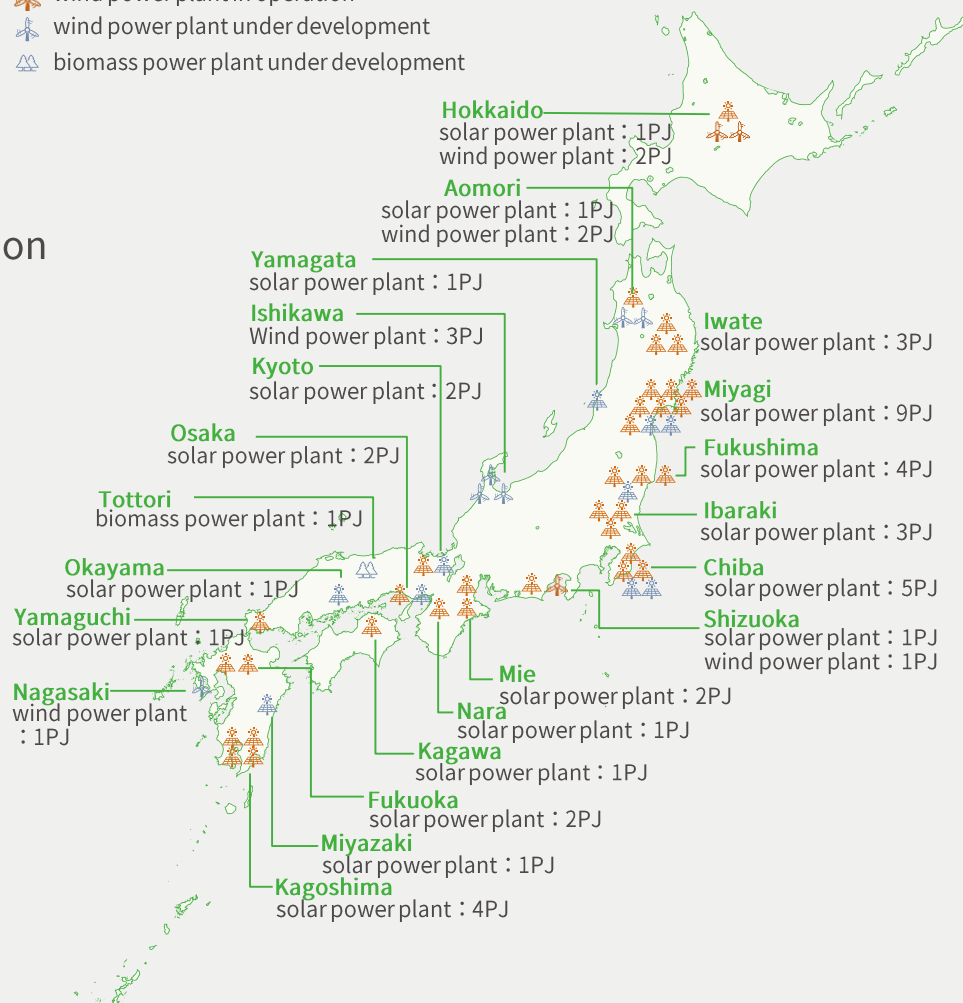 wind power plant in operation
wind power plant under development
biomass power plant under development
on
Hokkaido
solar power plant：1PJ
wind power plant：2PJ
Aomori
solar power plant：1PJ
wind power plant：2PJ
Yamagata
solar power plant：1PJ
Ishikawa
Wind power plant：3PJ
Kyoto
solar power plant：2PJ
Osaka
solar power plant：2PJ
Tottori
biomass power plant：1PJ
Okayama
solar power plant：1PJ
Yamaguchi
solar power plant：1PJ
Nagasaki
wind power plant
：1PJ
Iwate
solar power plant：3PJ
Miyagi
solar power plant：9PJ
Fukushima
solar power plant：4PJ
Ibaraki
solar power plant：3PJ
Chiba
solar power plant：5PJ
Shizuoka
solar power plant：1PJ
wind power plant：1PJ
Mie
solar power plant：2PJ
Nara
solar power plant：1PJ
Kagawa
solar power plant：1PJ
Fukuoka
solar power plant：2PJ
Miyazaki
solar power plant：1PJ
Kagoshima
solar power plant：4PJ